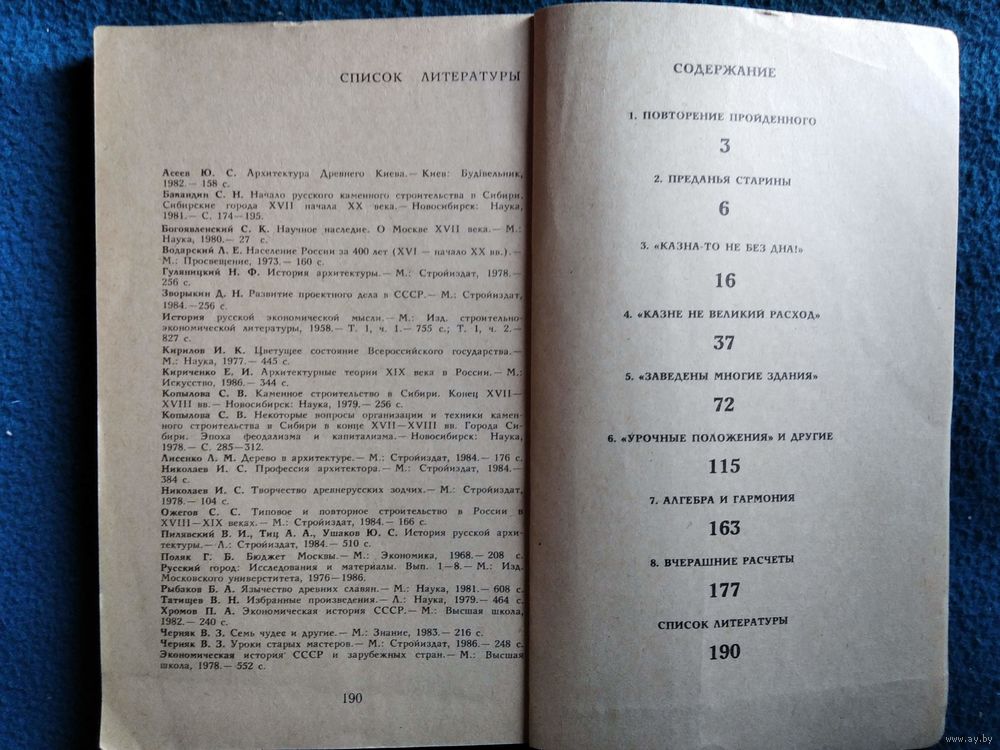 СПИСОК ЛИТЕРАТУРЫ
Асеев Ю. С. Архитектура Древнего Киева.— Киев: Будівельник,
1982.— 158 с.
Баландин С. Н. Начало русского каменного строительства в Сибири.
Сибирские города XVII начала XX века.— Новосибирск: Наука,
1981.— С. 174—195.
Богоявленский С. К. Научное наследие. О Москве XVII века.— М.:
Наука, 1980.— 27 с.
Водарский Л. Е. Население России за 400 лет (XVI — начало XX вв.).—
М.: Просвещение, 1973.— 160 с.
Гуляницкий Н. Ф. История архитектуры.— М.: Стройиздат, 1978.—
256 с.
Зворыкин Д. Н. Развитие проектного дела в СССР.— М.: Стройиздат,
1984.—256 с.
История русской экономической мысли.— М.: Изд. строительно-
экономической литературы, 1958.— Т. 1, ч. 1.— 755 с.; Т. 1, ч. 2.—
827 с.
Кирилов И. К. Цветущее состояние Всероссийского государства.—
М.: Наука, 1977.— 445 с.
Кириченко Е. И. Архитектурные теории XIX века в России.— М.:
Искусство, 1986.— 344 с.
Копылова С. В. Каменное строительство в Сибири. Конец XVII—
XVIII вв.— Новосибирск: Наука, 1979.— 256 с.
Копылова С. В. Некоторые вопросы организации и техники камен-
ного строительства в Сибири в конце XVII—XVIII вв. Города Си-
бири. Эпоха феодализма и капитализма.— Новосибирск: Наука,
1978.— С. 285—312.
Лисенко Л. М. Дерево в архитектуре.— М.: Стройиздат, 1984.— 176 с.
Николаев И. С. Профессия архитектора.— М.: Стройиздат, 1984.—
384 с.
Николаев И. С. Творчество древнерусских зодчих.— М.: Стройиздат,
1978.— 104 с.
Ожегов С. С. Типовое и повторное строительство в России в
XVIII—XIX веках.— М.: Стройиздат, 1984.— 166 с.
Пилявский В. И., Тиц А. А., Ушаков Ю. С. История русской архи-
тектуры.— Л.: Стройиздат, 1984.— 510 с.
Поляк Г. Б. Бюджет Москвы.— М.: Экономика, 1968.— 208 с.
Русский город: Исследования и материалы. Вып. 1—8.— М.: Изд.
Московского университета, 1976—1986.
Рыбаков Б. А. Язычество древних славян.— М.: Наука, 1981.— 608 с.
Татищев В. Н. Избранные произведения.— Л.: Наука, 1979.— 464 с.
Хромов П. А. Экономическая история СССР.— М.: Высшая школа,
1982.— 240 с.
Черняк В. З. Семь чудес и другие.— М.: Знание, 1983.— 216 с.
Черняк В. З. Уроки старых мастеров.— М.: Стройиздат, 1986.— 248 с.
Экономическая история СССР и зарубежных стран.— М.: Высшая
школа, 1978.— 552 с.
190
СОДЕРЖАНИЕ
1. ПОВТОРЕНИЕ ПРОЙДЕННОГО
3
2. ПРЕДАНЬЯ СТАРИНЫ
6
3. «КАЗНА-ТО НЕ БЕЗ ДНА!»
16
4. «КАЗНЕ НЕ ВЕЛИКИЙ РАСХОД»
37
5. «ЗАВЕДЕНЫ МНОГИЕ ЗДАНИЯ»
72
6. «УРОЧНЫЕ ПОЛОЖЕНИЯ» И ДРУГИЕ
115
7. АЛГЕБРА И ГАРМОНИЯ
163
8. ВЧЕРАШНИЕ РАСЧЕТЫ
177
СПИСОК ЛИТЕРАТУРЫ
190
www.ay.by